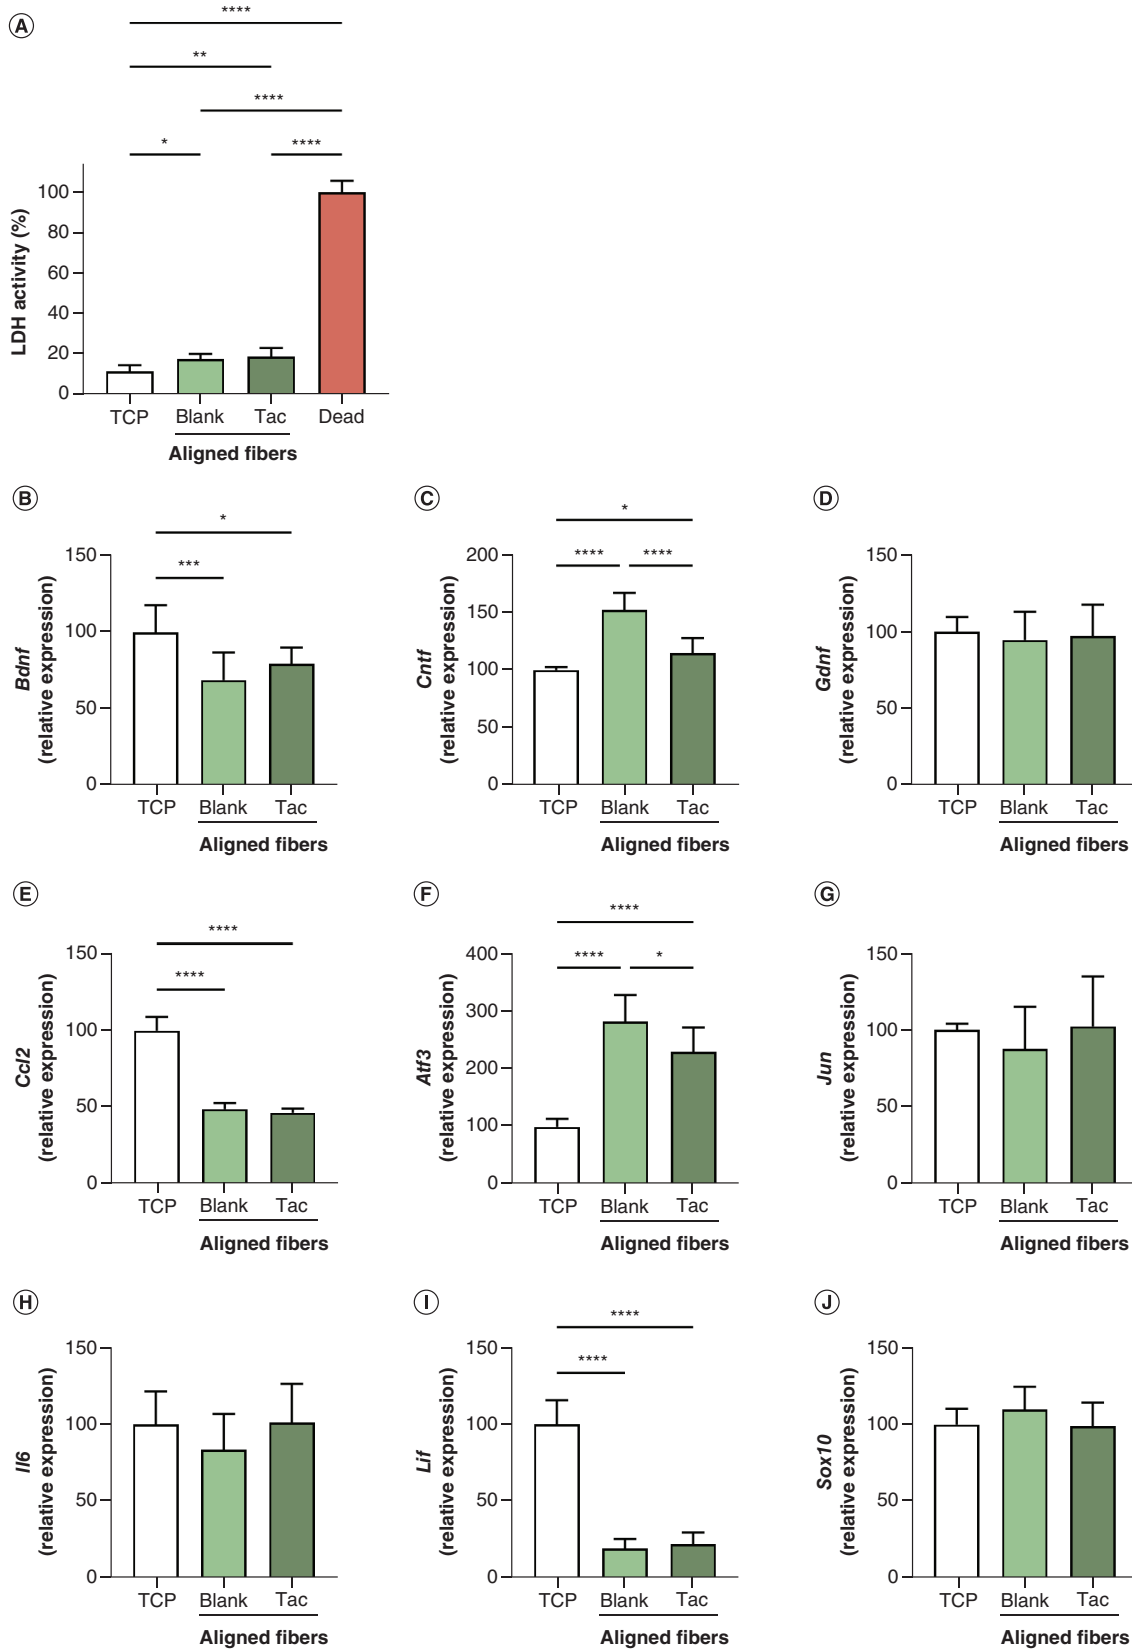 A
****
**
****
* ****
LDH activity (%)
100
80
60
40
20
0
TCP Blank Tac Dead
Aligned fibers
B
*
***
Bdnf
(relative expression)
150
100
50
0
TCP Blank Tac
Aligned fibers
C
*
**** ****
Cntf
(relative expression)
200
150
100
50
0
TCP Blank Tac
Aligned fibers
D
Gdnf
(relative expression)
150
100
50
0
TCP Blank Tac
Aligned fibers
E
****
****
Ccl2
(relative expression)
150
100
50
0
TCP Blank Tac
Aligned fibers
F
****
**** *
Atf3
(relative expression)
400
300
200
100
0
TCP Blank Tac
Aligned fibers
G
Jun
(relative expression)
150
100
50
0
TCP Blank Tac
Aligned fibers
H
Il6
(relative expression)
150
100
50
0
TCP Blank Tac
Aligned fibers
I
****
****
Lif
(relative expression)
150
100
50
0
TCP Blank Tac
Aligned fibers
J
Sox10
(relative expression)
150
100
50
0
TCP Blank Tac
Aligned fibers